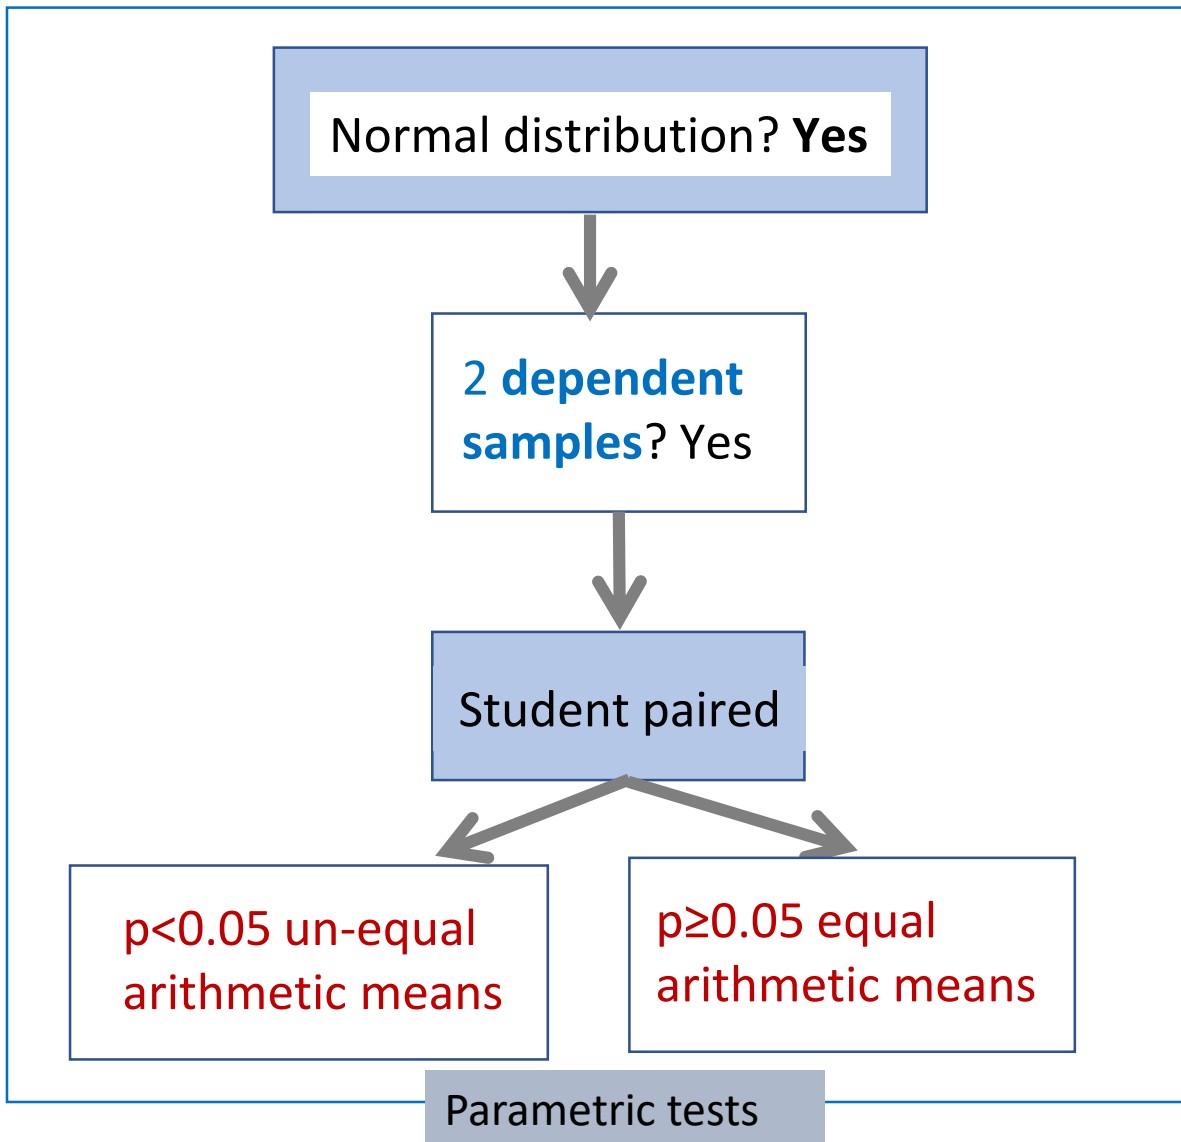 Normal distribution? Yes
2 dependent
samples? Yes
Student paired
p<0.05 un-equal
arithmetic means
p≥0.05 equal
arithmetic means
Parametric tests